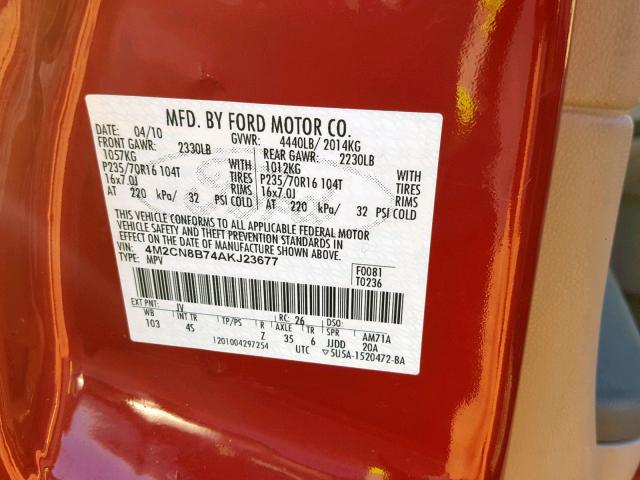 MFD. BY FORD MOTOR CO.
DATE: 04/10 GVWR: 4440LB/ 2014KG
FRONT GAWR: 2330LB REAR GAWR: 2230LB
1057KG WITH 1012KG WITH
P235/70R16 104T TIRES P235/70R16 104T TIRES
16x7.0J RIMS 16x7.0J RIMS
AT 220 kPa/ 32 PSI COLD AT 220 kPa/ 32 PSI COLD
THIS VEHICLE CONFORMS TO ALL APPLICABLE FEDERAL MOTOR
VEHICLE SAFETY AND THEFT PREVENTION STANDARDS IN
EFFECT ON THE DATE OF MANUFACTURE SHOWN ABOVE.
VIN: 4M2CN8B74AKJ23677 F0081
TYPE: MPV T0236
EXT PNT: JV RC: 26 DSO:
WB INT TR TP/PS R AXLE TR SPR AM71A
103 4S Z 35 6 JJDD 20A
1201004297254 UTC ▽5U5A-1520472-BA